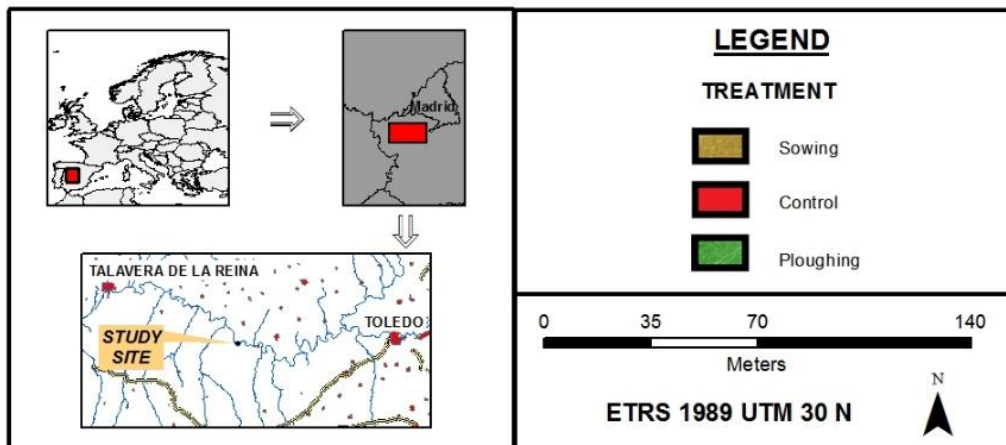 Madrid
TALAVERA DE LA REINA
TOLEDO
STUDY
SITE
LEGEND
TREATMENT
Sowing
Control
Ploughing
0 35 70 140
Meters
N
ETRS 1989 UTM 30 N